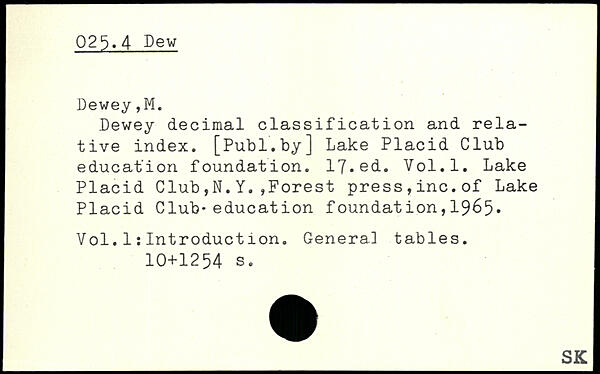 025.4 Dew
Dewey,M.
Dewey decimal classification and rela-
tive index. [Publ.by] Lake Placid Club
education foundation. 17.ed. Vol.1. Lake
Placid Club,N.Y.,Forest press,inc.of Lake
Placid Club education foundation,1965.
Vol.1:Introduction. General tables.
10+1254 s.
SK